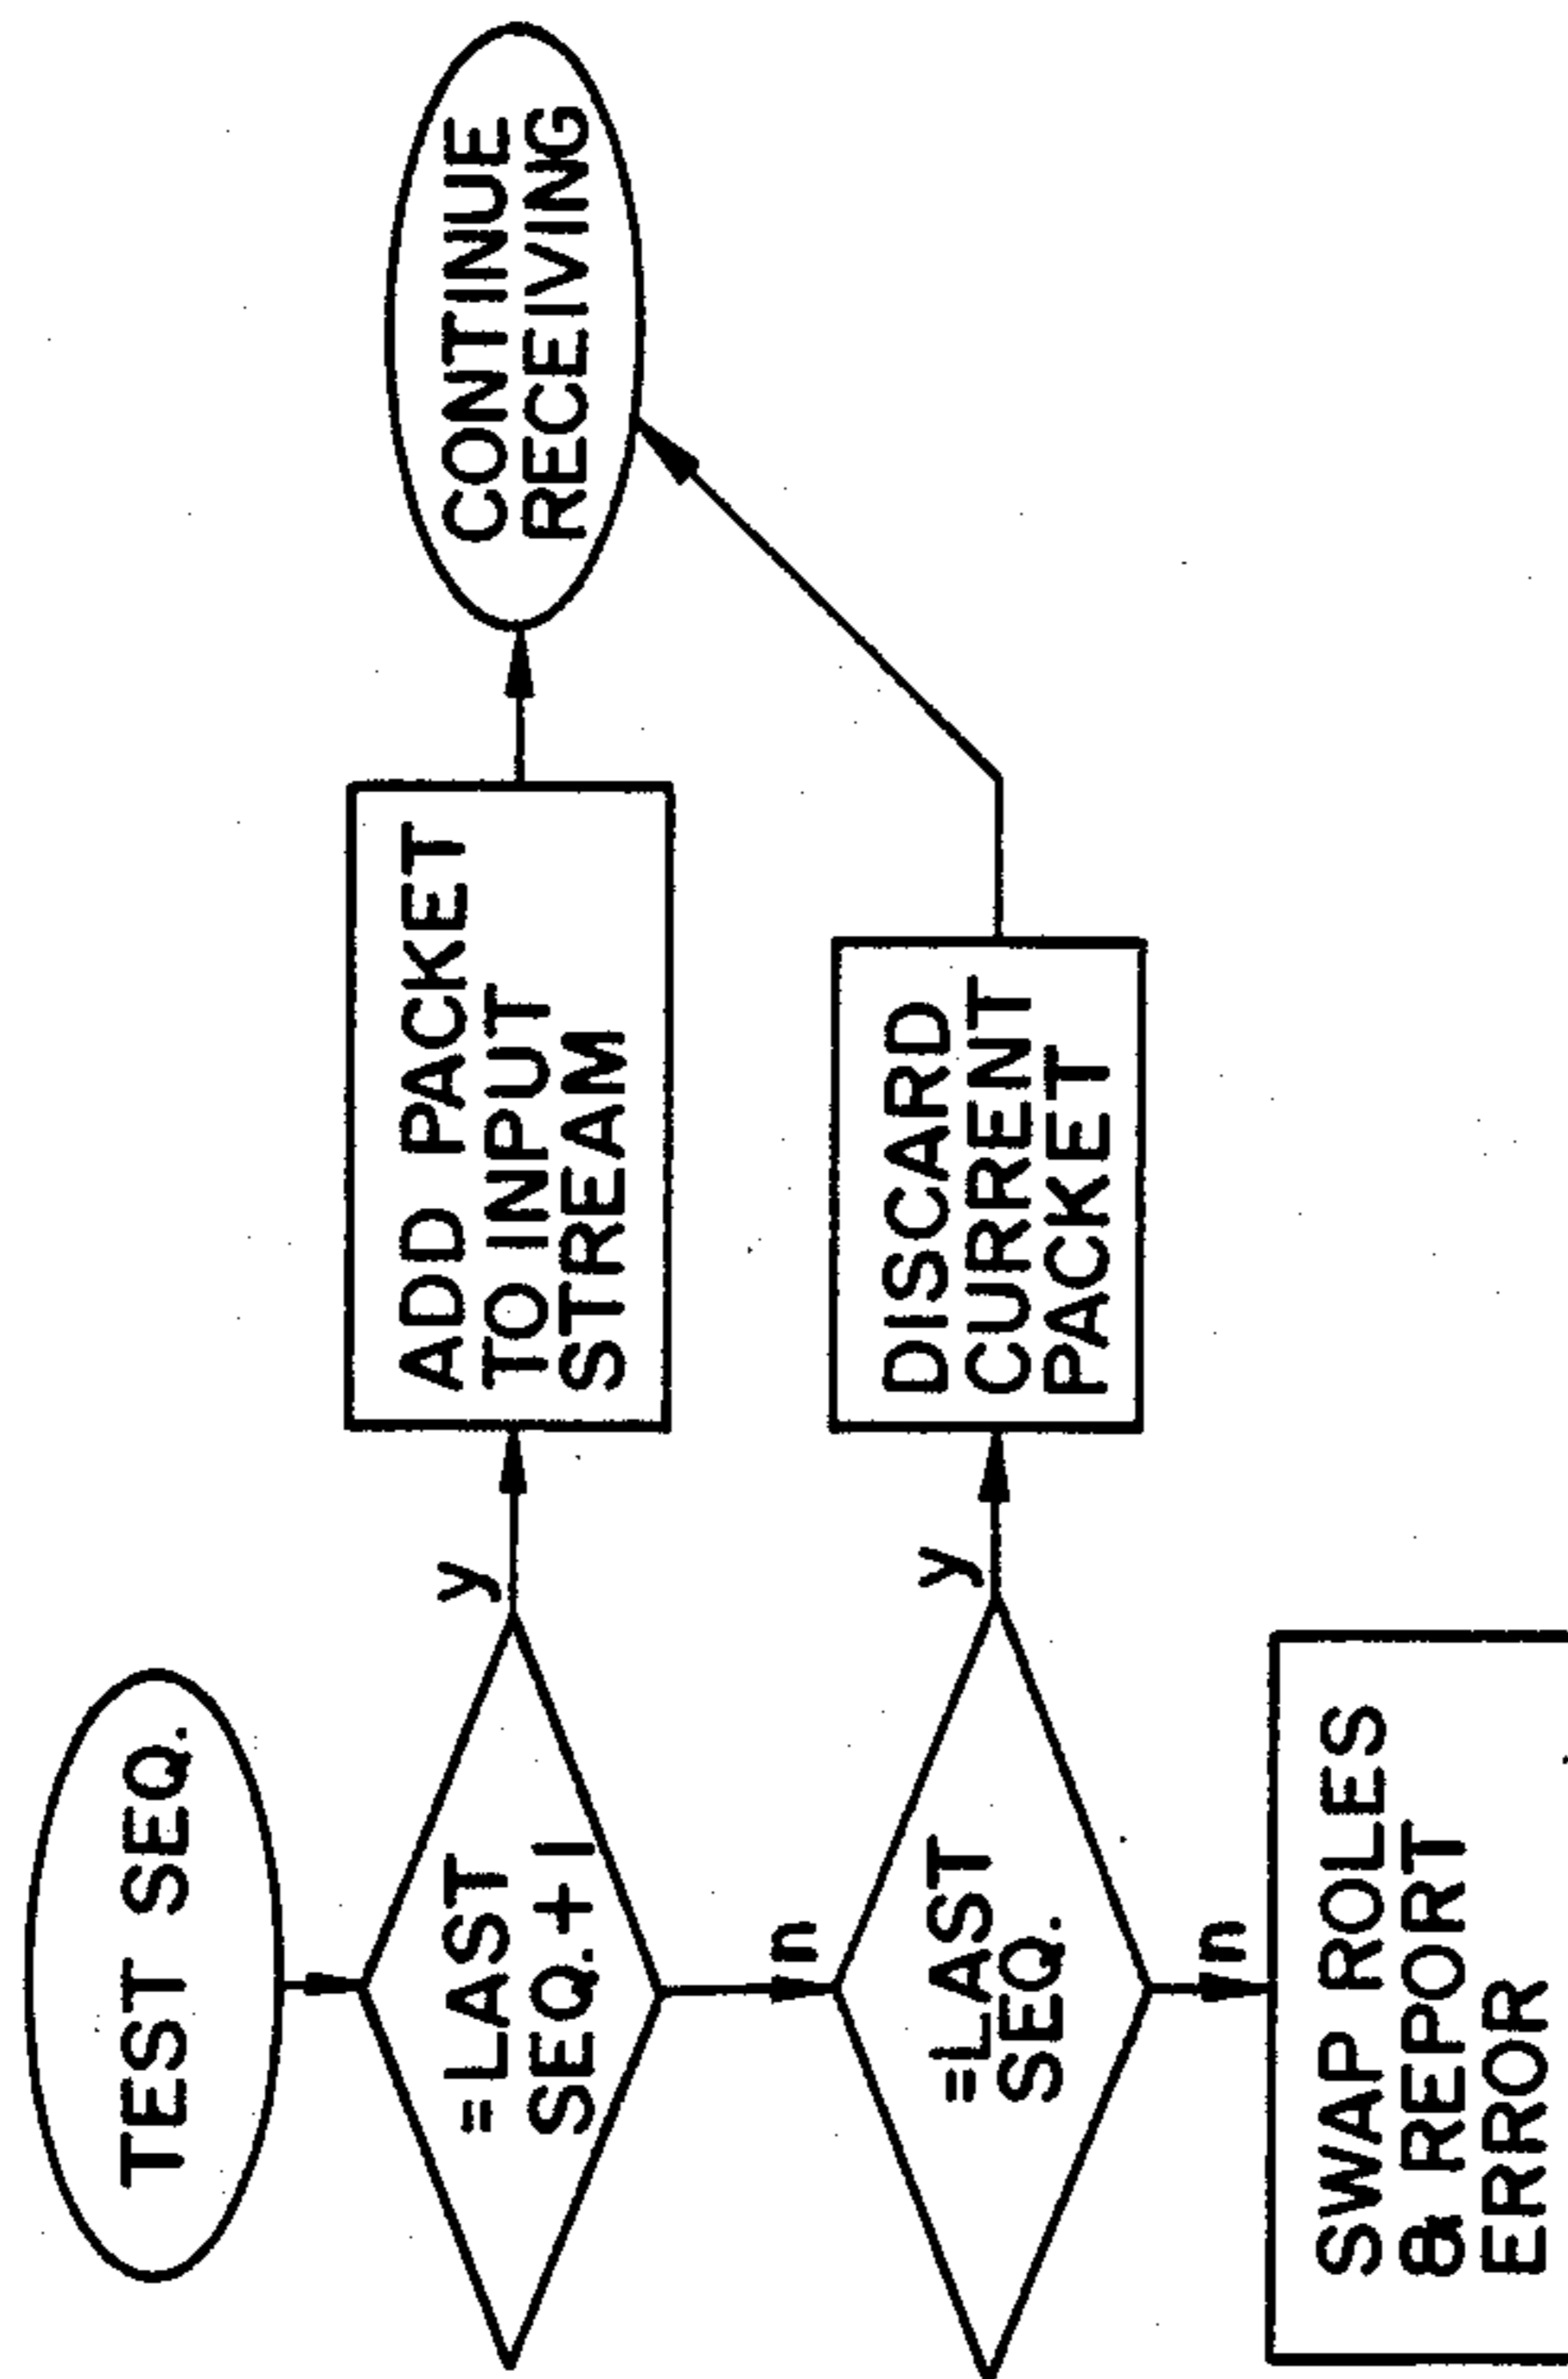 TEST SEQ.
=LAST
SEQ.+1
y
ADD PACKET
TO INPUT
STREAM
CONTINUE
RECEIVING
n
=LAST
SEQ.
y
DISCARD
CURRENT
PACKET
n
SWAP ROLES
& REPORT
ERROR